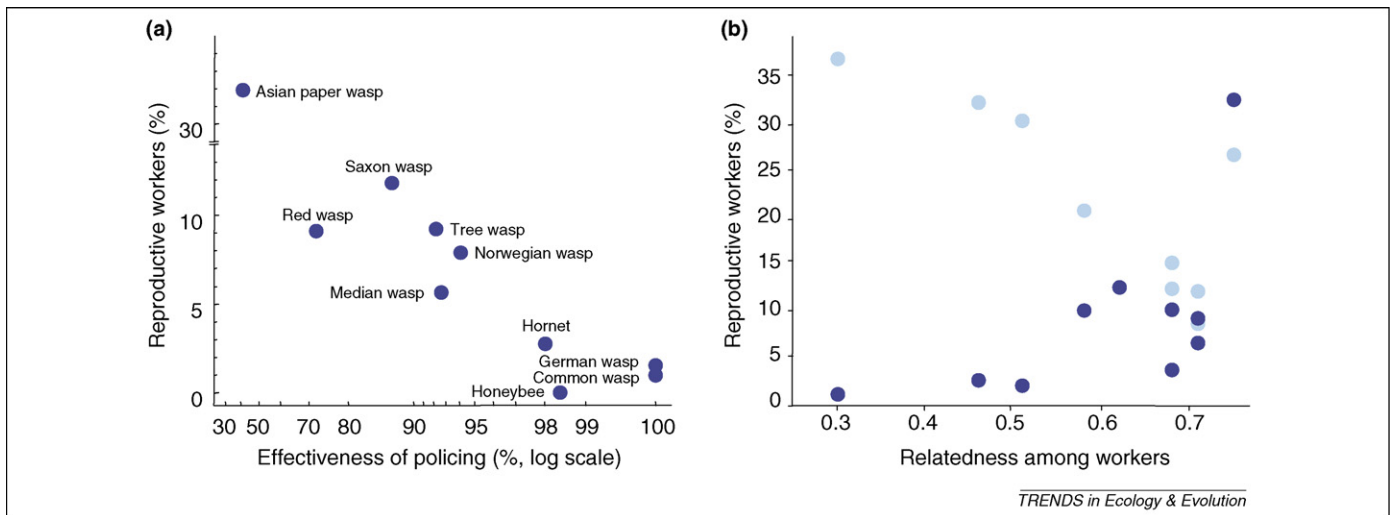 (a)
Reproductive workers (%)
30
10
5
0
Asian paper wasp
Saxon wasp
Red wasp
Tree wasp
Norwegian wasp
Median wasp
Hornet
German wasp
Common wasp
Honeybee
30 50 70 80 90 95 98 99 100
Effectiveness of policing (%, log scale)
(b)
Reproductive workers (%)
35
30
25
20
15
10
5
0
0.3 0.4 0.5 0.6 0.7
Relatedness among workers
TRENDS in Ecology & Evolution